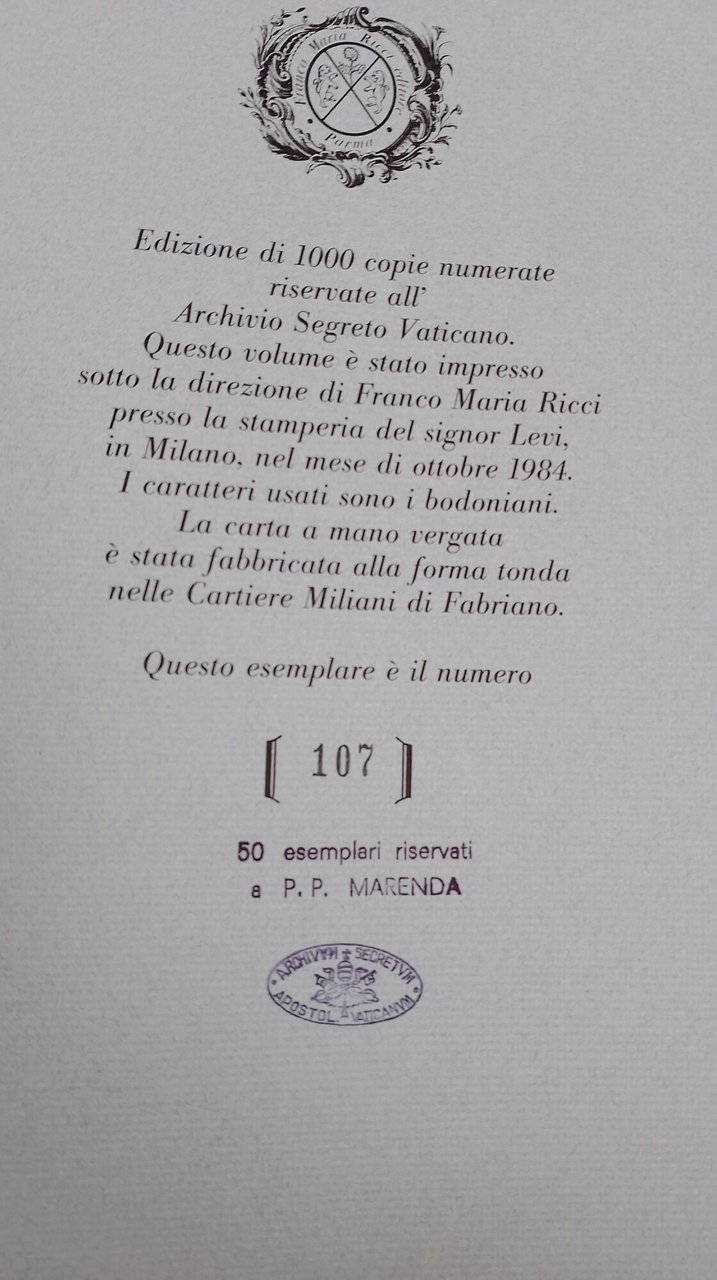 Franco Maria Ricci editore
Parma
Edizione di 1000 copie numerate
riservate all'
Archivio Segreto Vaticano.
Questo volume è stato impresso
sotto la direzione di Franco Maria Ricci
presso la stamperia del signor Levi,
in Milano, nel mese di ottobre 1984.
I caratteri usati sono i bodoniani.
La carta a mano vergata
è stata fabbricata alla forma tonda
nelle Cartiere Miliani di Fabriano.
Questo esemplare è il numero
[ 107 ]
50 esemplari riservati
a P. P. MARENDA
ARCHIVVM SECRETVM
APOSTOL. VATICANVM